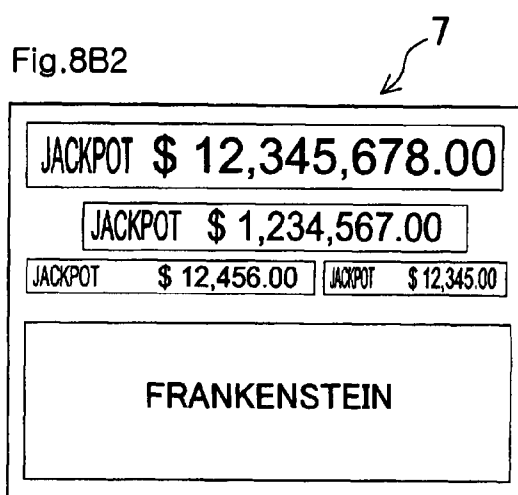 7
Fig.8B2
JACKPOT $ 12,345,678.00
JACKPOT $ 1,234,567.00
JACKPOT $ 12,456.00 JACKPOT $ 12,345.00
FRANKENSTEIN